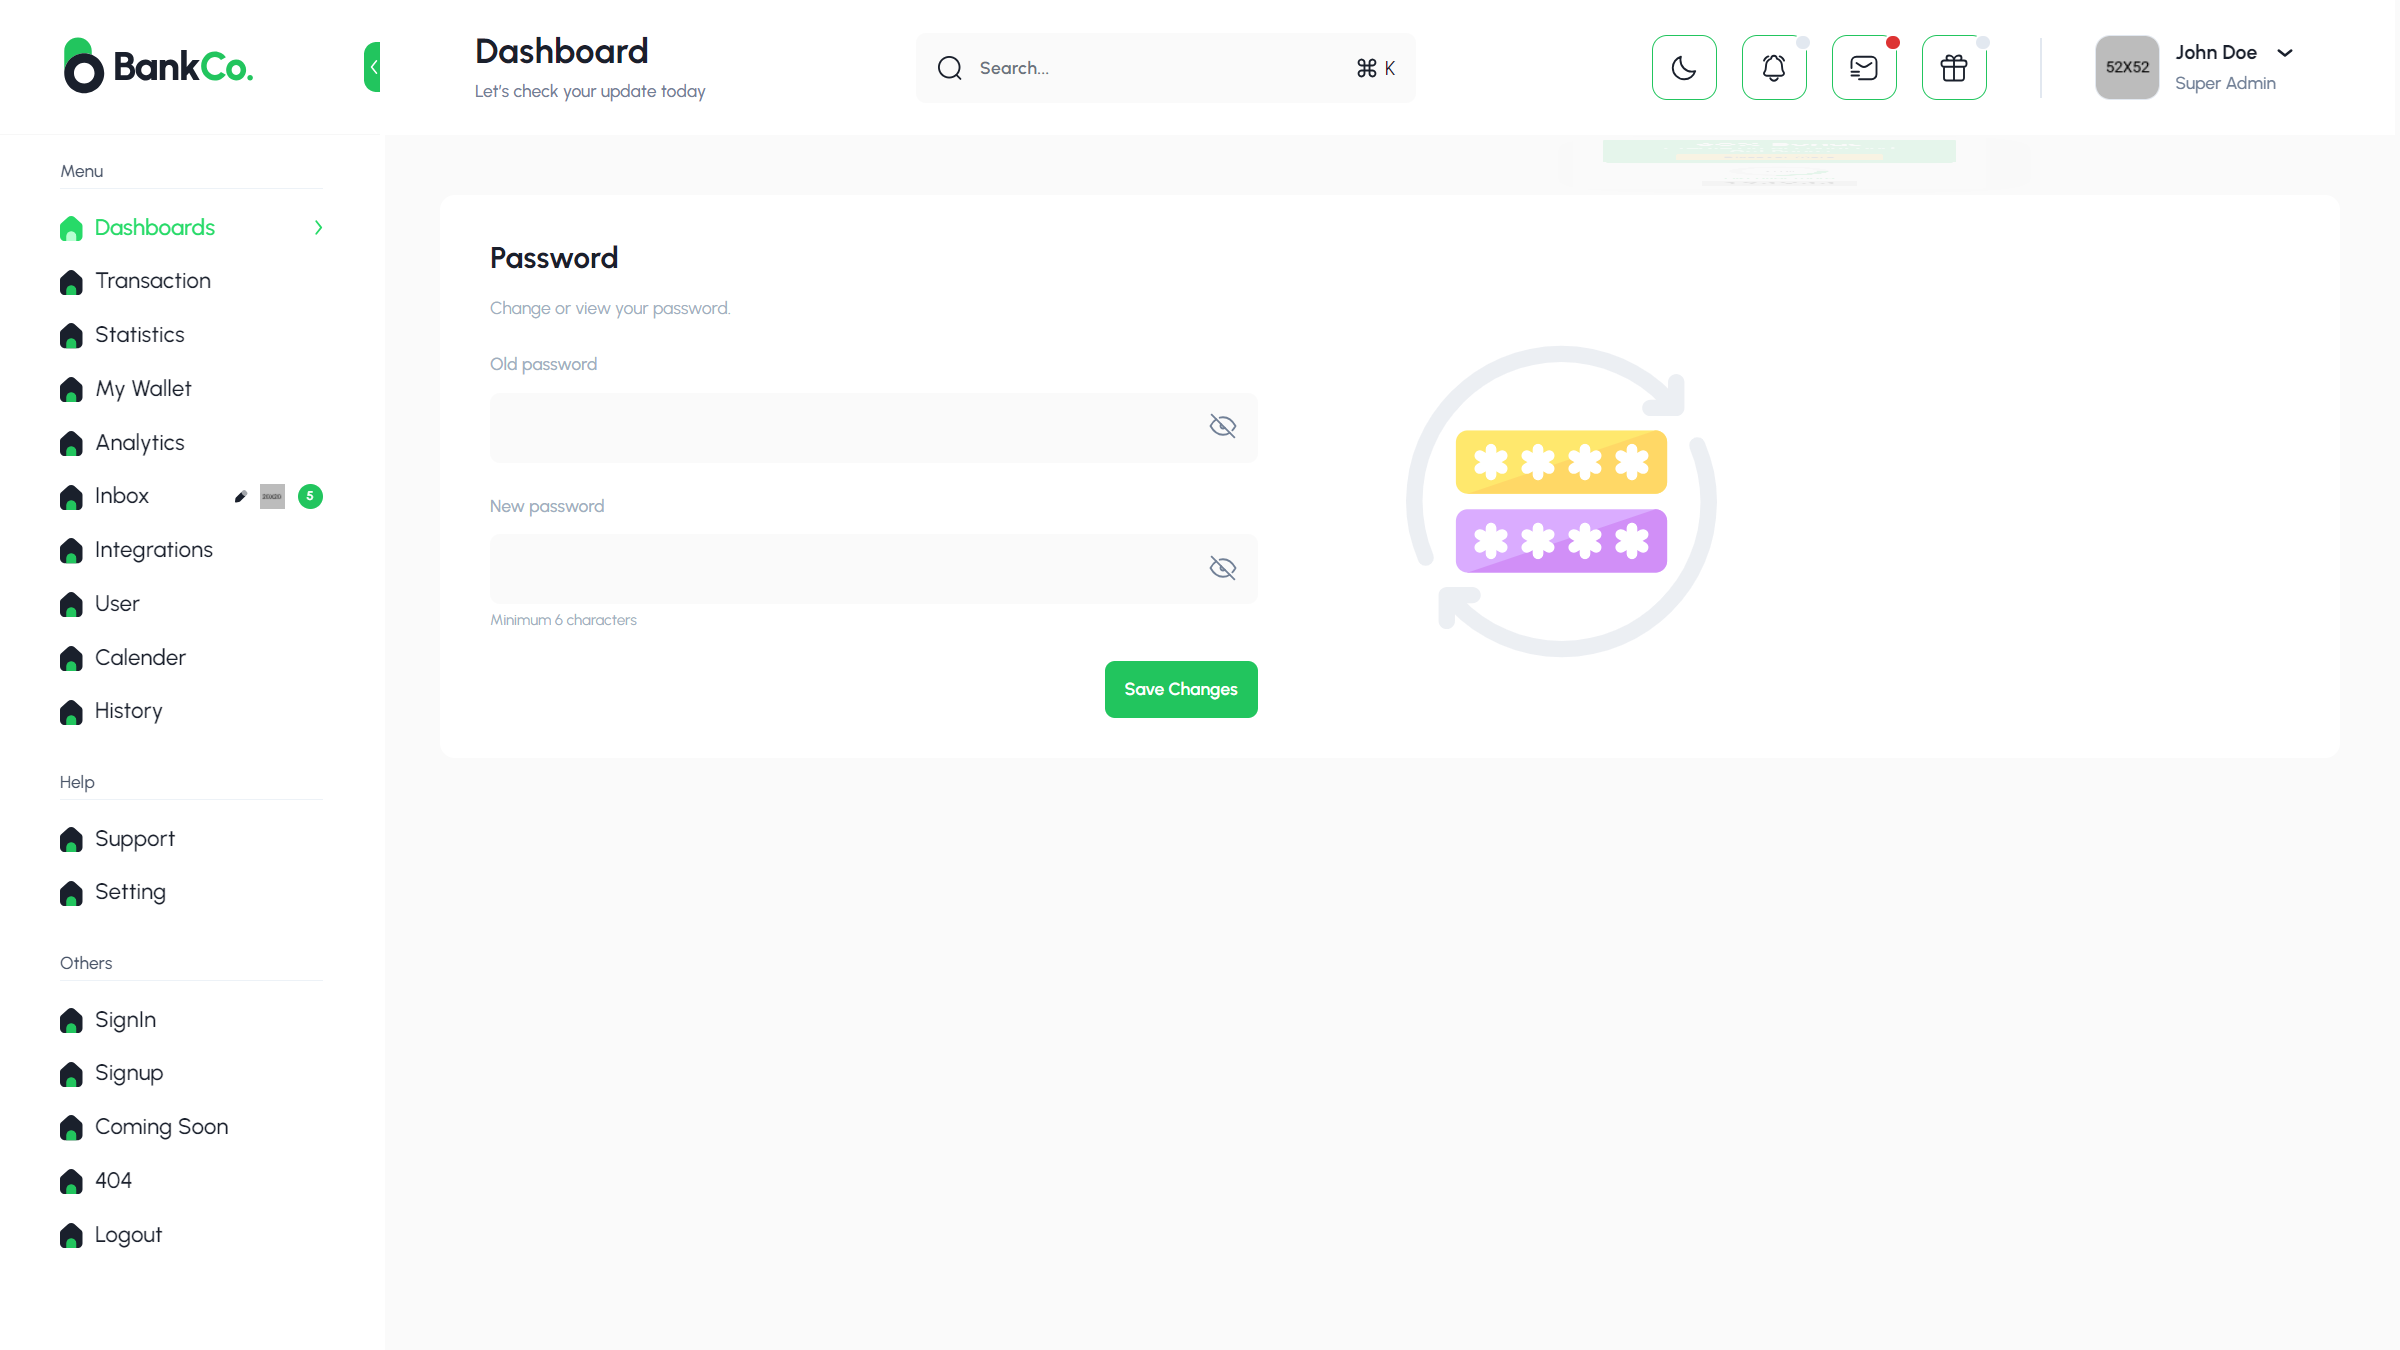 BankCo.
Dashboard
Let's check your update today
Search...
⌘ K
52X52
John Doe
Super Admin
Menu
Dashboards
Transaction
Statistics
My Wallet
Analytics
Inbox
20x20
5
Integrations
User
Calender
History
Help
Support
Setting
Others
SignIn
Signup
Coming Soon
404
Logout
Password
Change or view your password.
Old password
New password
Minimum 6 characters
Save Changes